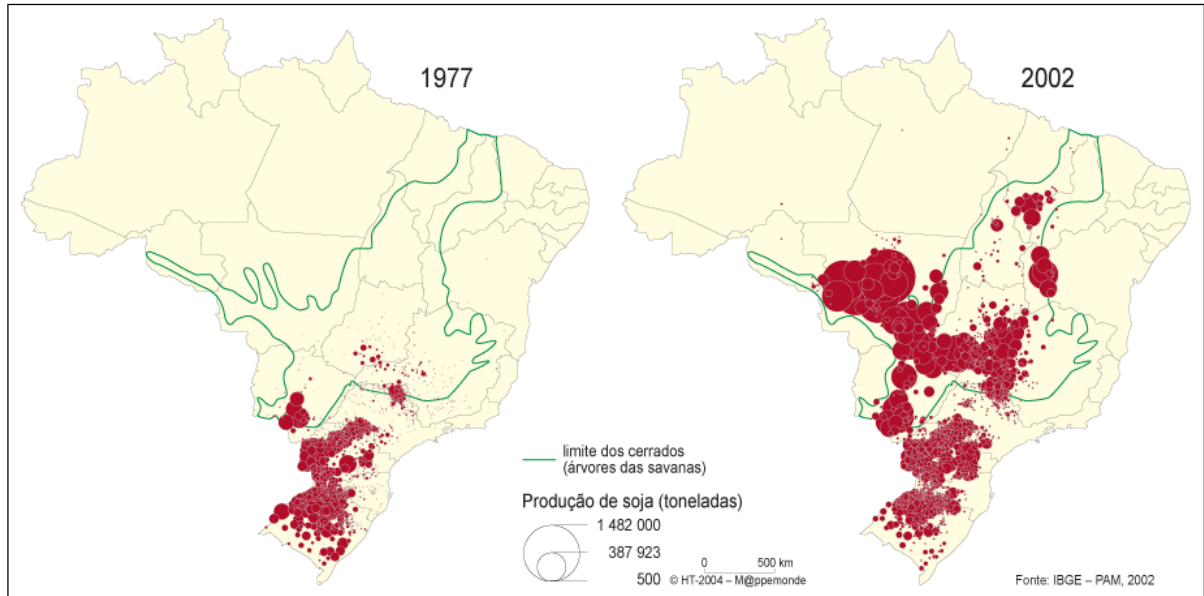 1977
2002
limite dos cerrados
(árvores das savanas)
Produção de soja (toneladas)
1 482 000
387 923
500
0 500 km
© HT-2004 – M@ppemonde
Fonte: IBGE – PAM, 2002